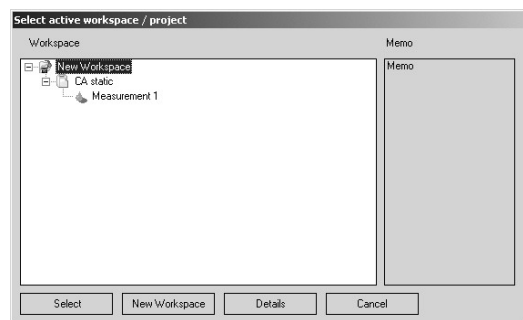 Select active workspace / project
Workspace Memo
New Workspace Memo
CA static
Measurement 1
Select New Workspace Details Cancel